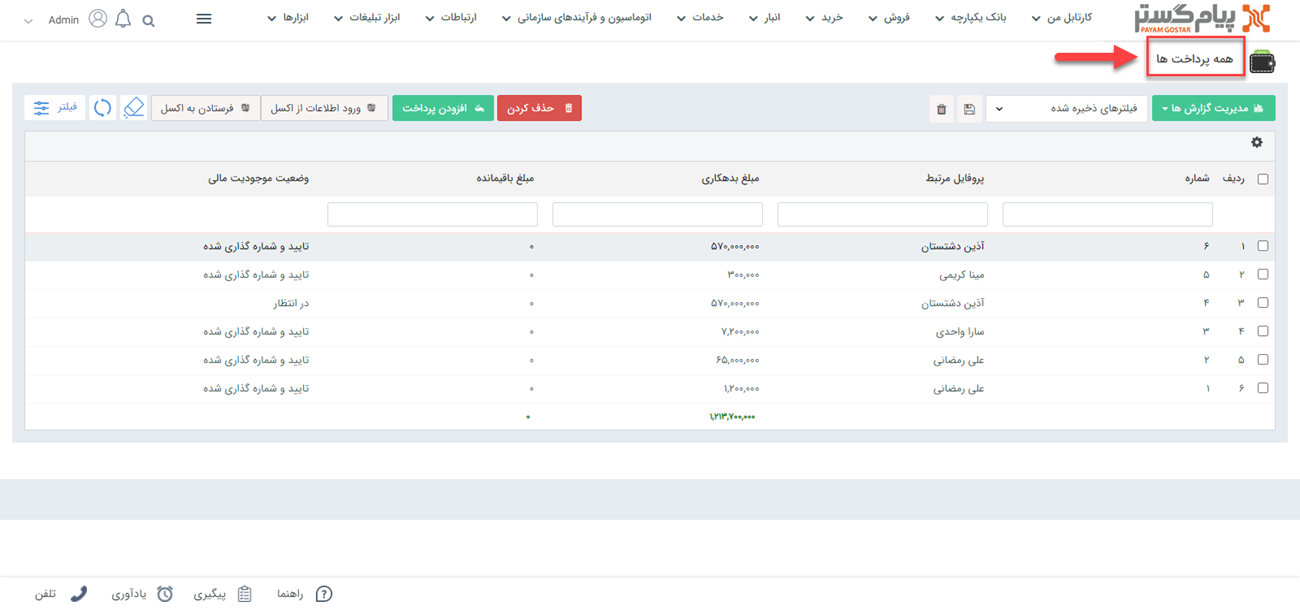 پیام گستر
PAYAM GOSTAR
کارتابل من بانک یکپارچه فروش خرید انبار خدمات اتوماسیون و فرآیندهای سازمانی ارتباطات ابزار تبلیغات ابزارها
Admin
همه پرداخت ها
مدیریت گزارش ها فیلترهای ذخیره شده حذف کردن افزودن پرداخت ورود اطلاعات از اکسل فرستادن به اکسل فیلتر
ردیف شماره پروفایل مرتبط مبلغ بدهکاری مبلغ باقیمانده وضعیت موجودیت مالی
۱ ۶ آذین دشتستان ۵۷۰,۰۰۰,۰۰۰ ۰ تایید و شماره گذاری شده
۲ ۵ مینا کریمی ۳۰۰,۰۰۰ ۰ تایید و شماره گذاری شده
۳ ۴ آذین دشتستان ۵۷۰,۰۰۰,۰۰۰ ۰ در انتظار
۴ ۳ سارا واحدی ۷,۲۰۰,۰۰۰ ۰ تایید و شماره گذاری شده
۵ ۲ علی رمضانی ۶۵,۰۰۰,۰۰۰ ۰ تایید و شماره گذاری شده
۶ ۱ علی رمضانی ۱,۲۰۰,۰۰۰ ۰ تایید و شماره گذاری شده
۱,۲۱۳,۷۰۰,۰۰۰ ۰
راهنما پیگیری یادآوری تلفن